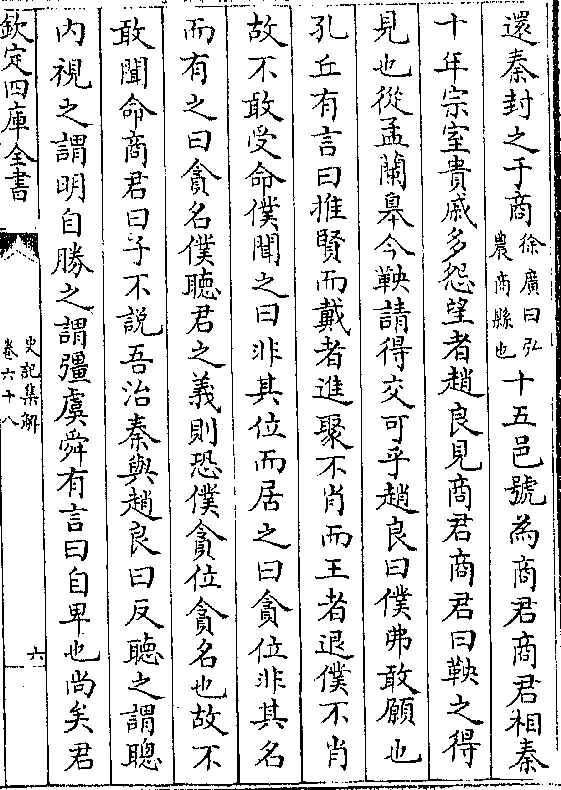 還秦封之于商徐廣曰弘農商縣也十五邑號為商君商君相秦
十年宗室貴戚多怨望者趙良見商君商君曰鞅之得
見也從孟蘭臯今鞅請得交可乎趙良曰僕弗敢願也
孔丘有言曰推賢而戴者進聚不肖而王者退僕不肖
故不敢受命僕聞之曰非其位而居之曰貪位非其名
而有之曰貪名僕聽君之義則恐僕貪位貪名也故不
敢聞命商君曰子不說吾治秦與趙良曰反聽之謂聰
內視之謂明自勝之謂彊虞舜有言曰自卑也尚矣君
欽定四庫全書
史記集解
卷六十八
六